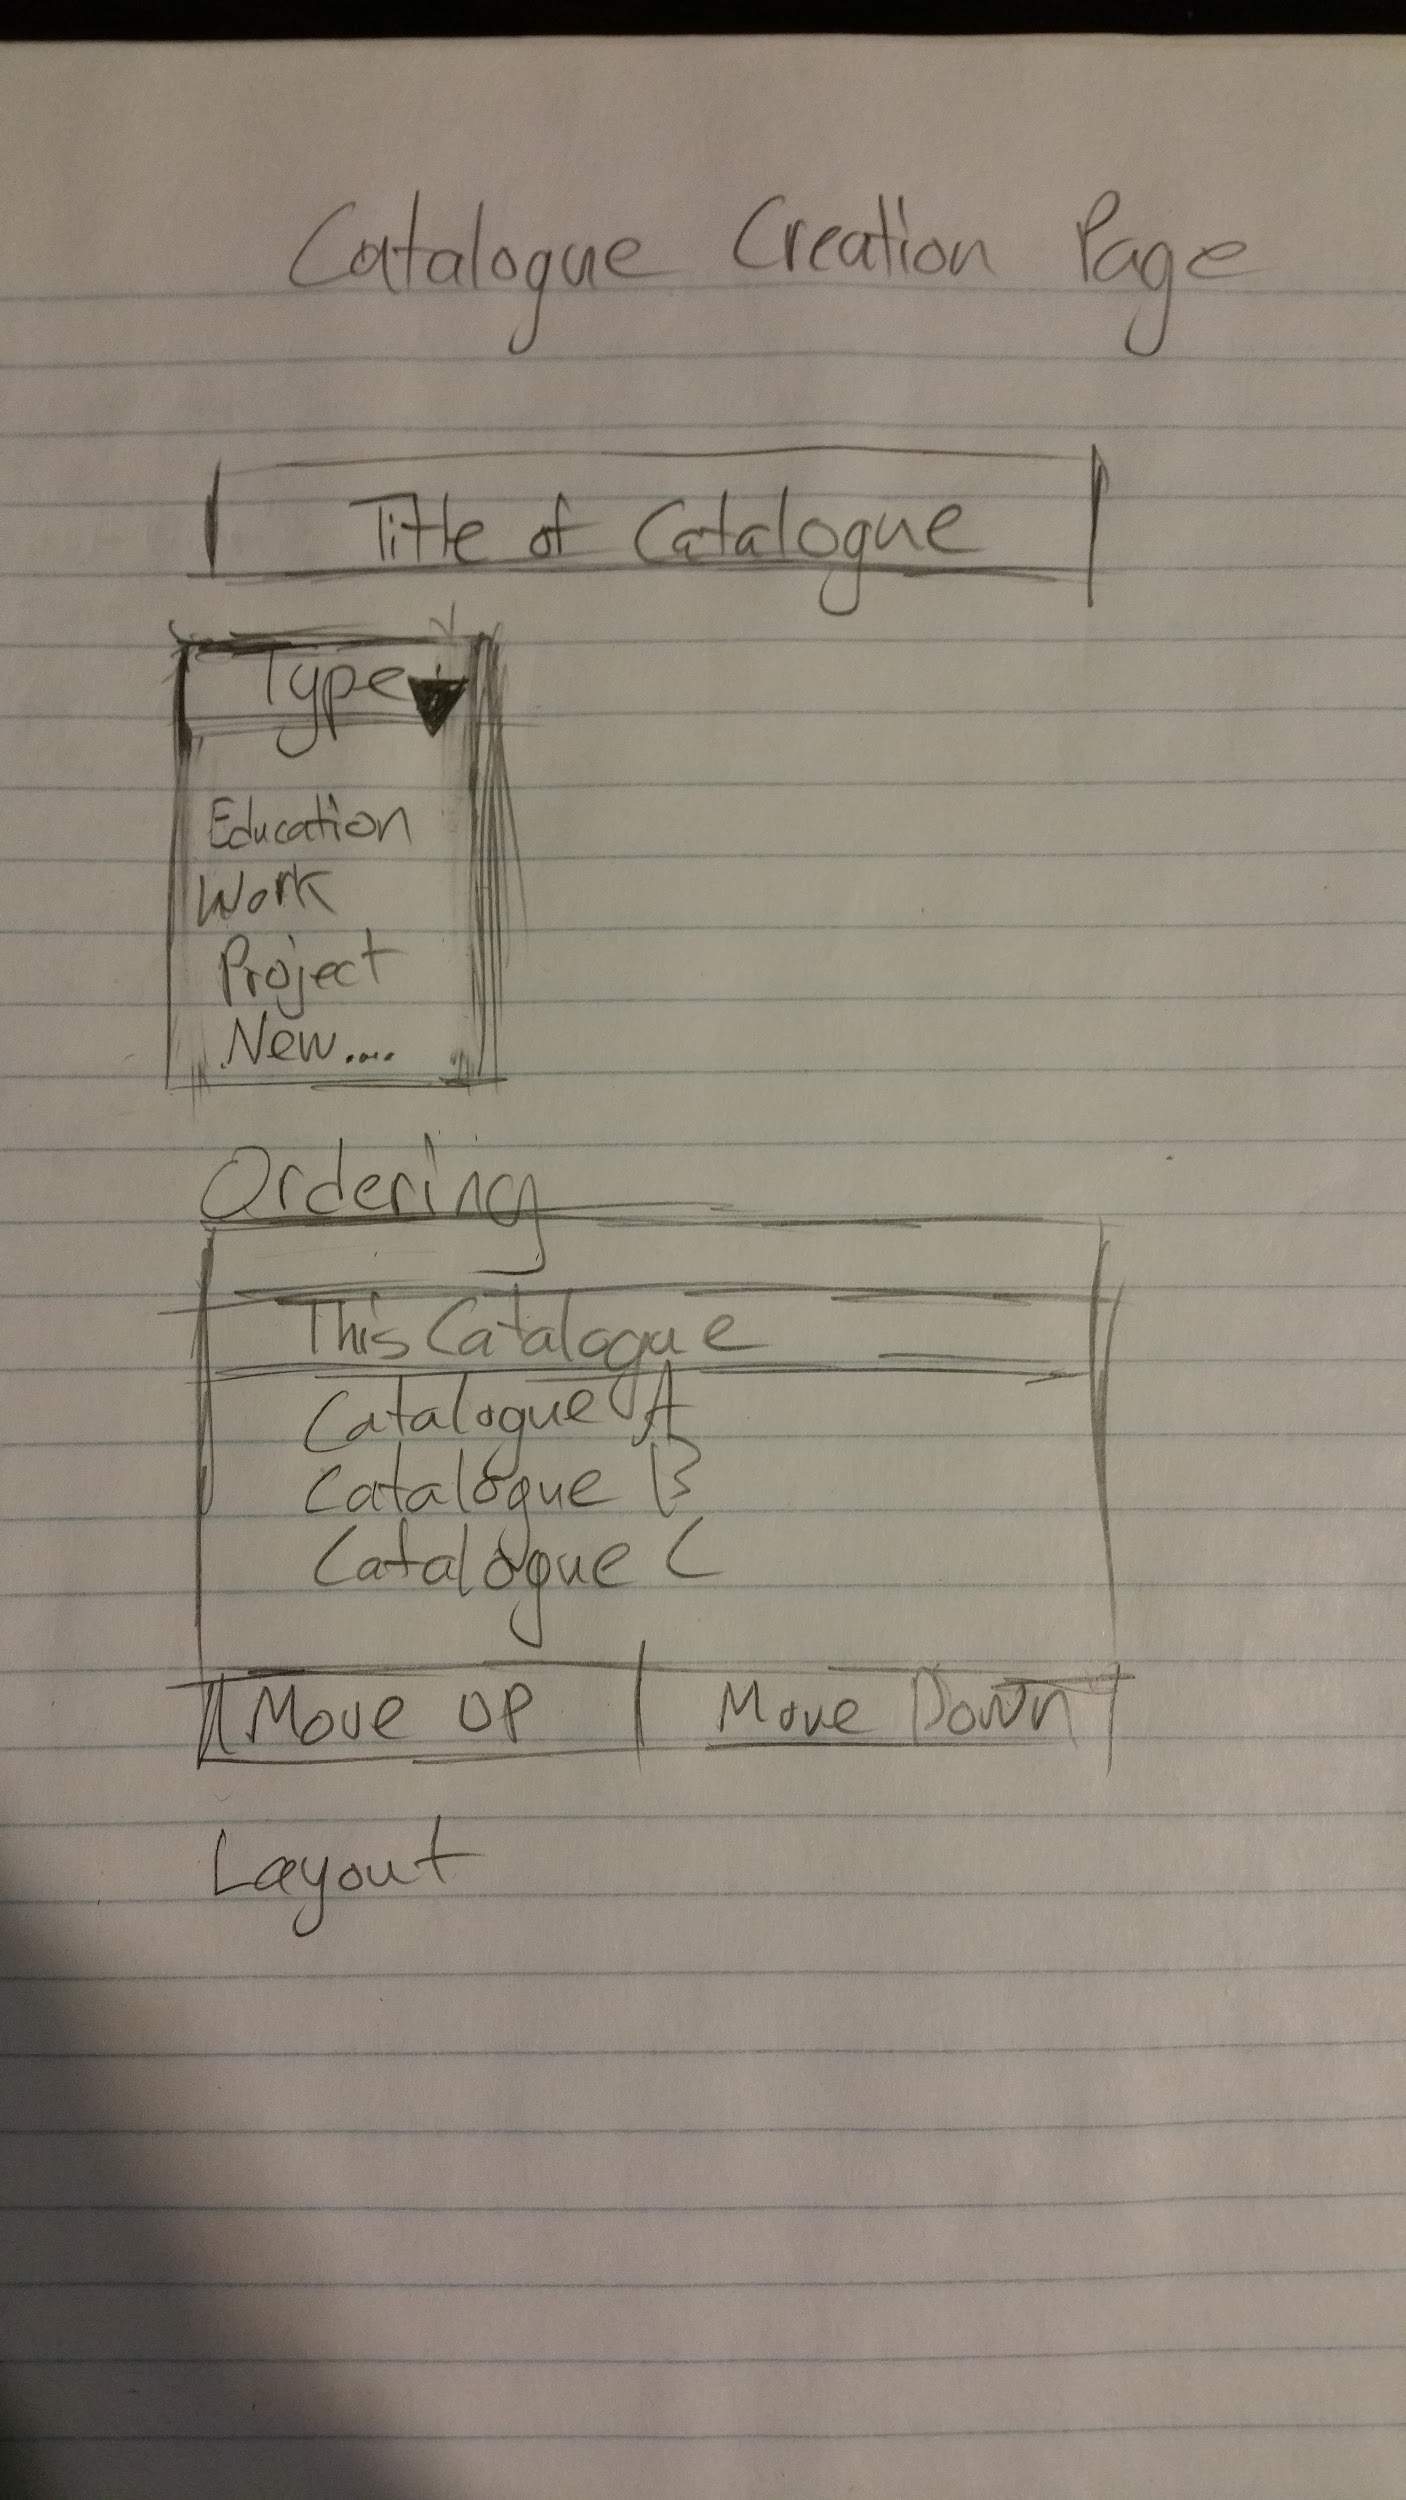 Catalogue Creation Page
Title of Catalogue
Type
Education
Work
Project
New....
Ordering
This Catalogue
Catalogue A
Catalogue B
Catalogue C
Move Up Move Down
Layout